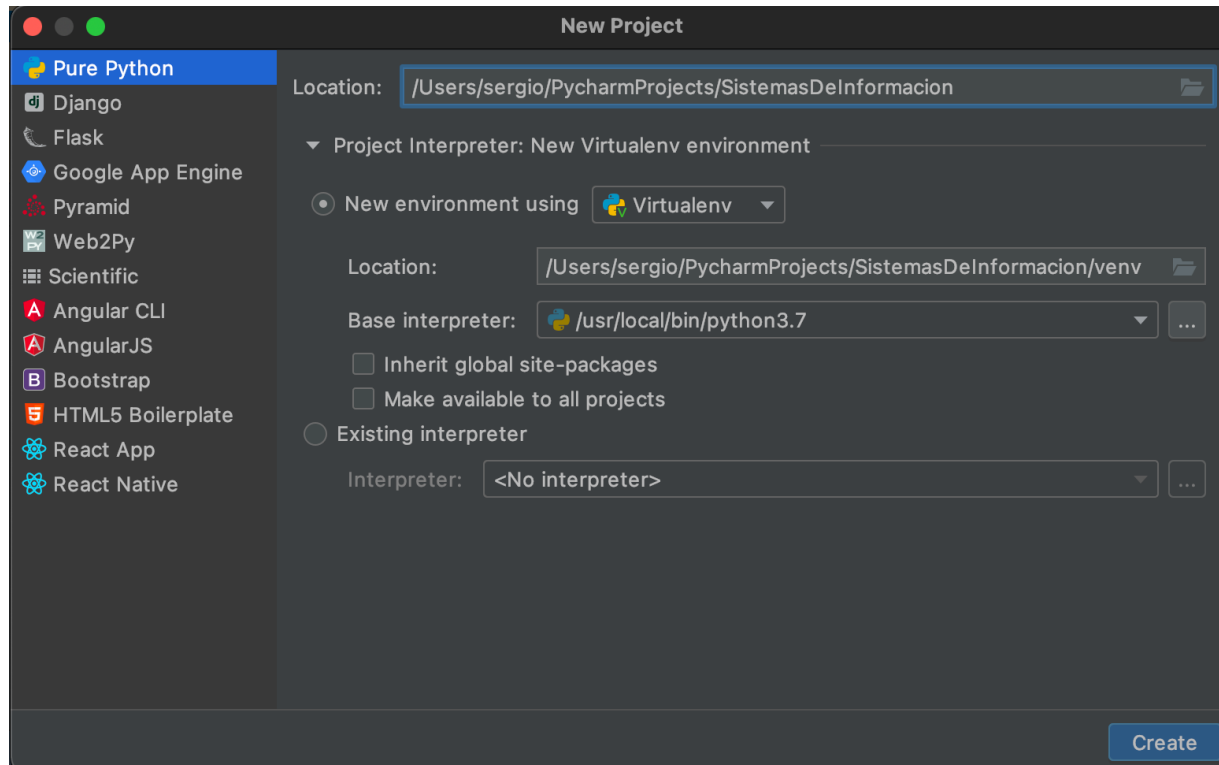 New Project
Pure Python
Django
Flask
Google App Engine
Pyramid
Web2Py
Scientific
Angular CLI
AngularJS
Bootstrap
HTML5 Boilerplate
React App
React Native
Location: /Users/sergio/PycharmProjects/SistemasDeInformacion
Project Interpreter: New Virtualenv environment
New environment using Virtualenv
Location: /Users/sergio/PycharmProjects/SistemasDeInformacion/venv
Base interpreter: /usr/local/bin/python3.7 ...
Inherit global site-packages
Make available to all projects
Existing interpreter
Interpreter: <No interpreter> ...
Create